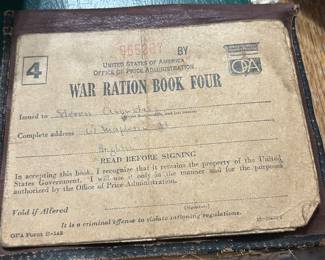 BY
UNITED STATES OF AMERICA
OFFICE OF PRICE ADMINISTRATION
4
OPA
WAR RATION BOOK FOUR
Issued to
Complete address
READ BEFORE SIGNING
In accepting this book, I recognize that it remains the property of the United
States Government. I will use it only in the manner and for the purposes
authorized by the Office of Price Administration.
Void if Altered
(Signature)
It is a criminal offense to violate rationing regulations.
OPA Form R-145